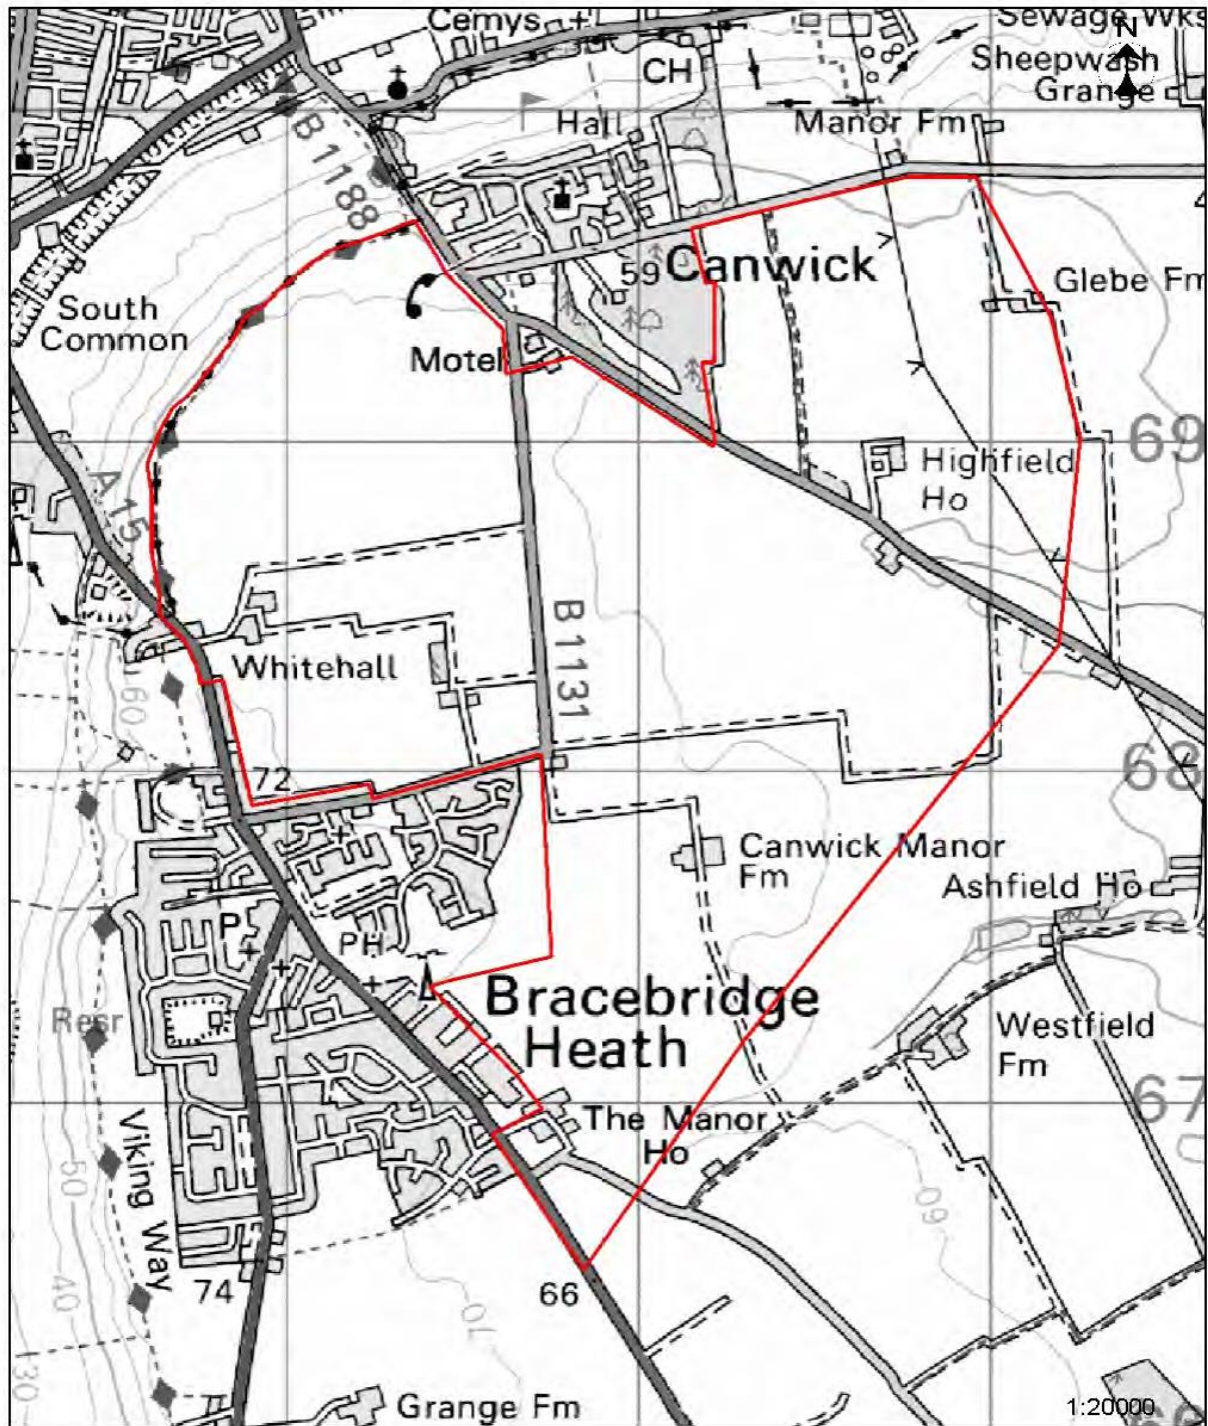 Cemys
Sewage Wks
N
Sheepwash
Grange
CH
Hall
Manor Fm
B 1188
59
Canwick
Glebe Fm
South
Common
Motel
69
Highfield
Ho
A 15
B1131
Whitehall
60
68
72
Canwick Manor
Fm
Ashfield Ho
P
PH
Bracebridge
Heath
Resr
Westfield
Fm
67
The Manor
Ho
Viking Way
50
60
74
66
40
70
30
Grange Fm
1:20000